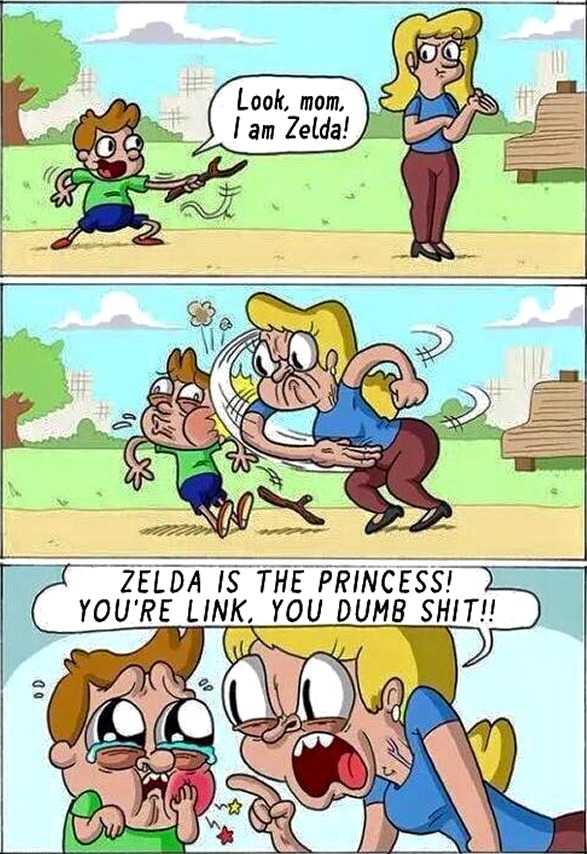 Look, mom,
I am Zelda!
ZELDA IS THE PRINCESS!
YOU'RE LINK, YOU DUMB SHIT!!